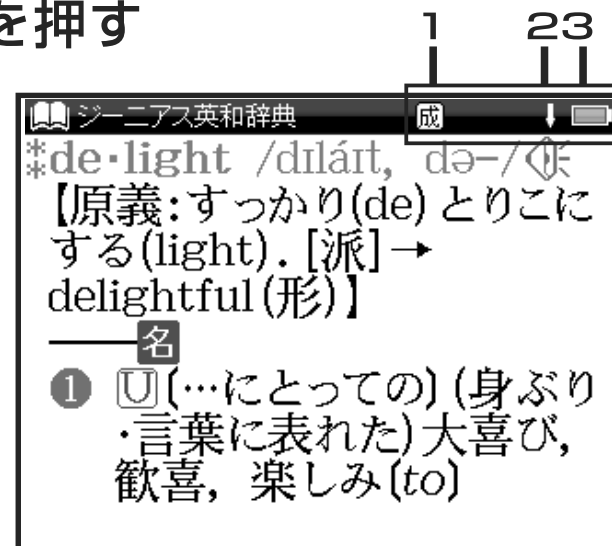 を押す
1 2 3
ジーニアス英和辞典 成
⁑de·light /dɪláɪt, də−/
【原義:すっかり(de)とりこに
する(light). [派]→
delightful(形)】
――名
❶ U〔…にとっての〕(身ぶり
·言葉に表れた)大喜び,
歓喜, 楽しみ〔to〕